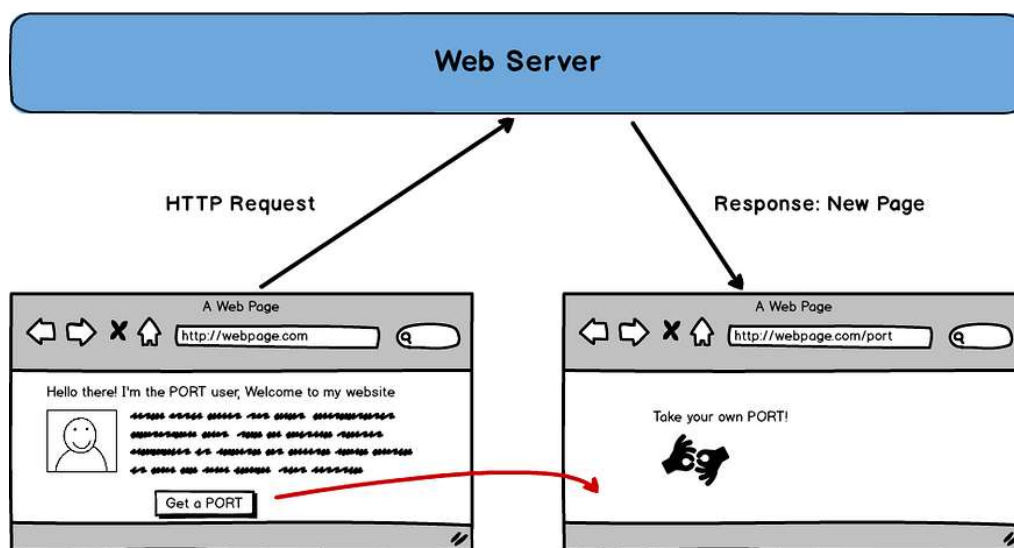 Web Server
HTTP Request
Response: New Page
A Web Page
http://webpage.com
Hello there! I'm the PORT user, Welcome to my website
Get a PORT
A Web Page
http://webpage.com/port
Take your own PORT!